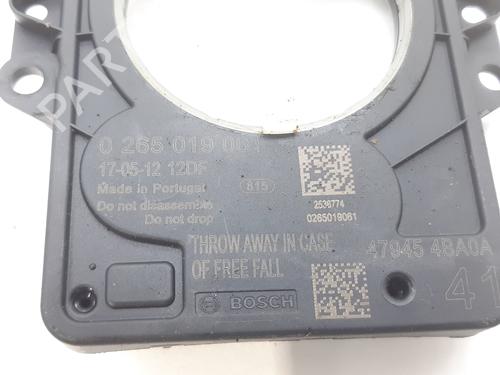 0 265 019 061
17-05-12 12DF
Made in Portugal
815
Do not disassemble
Do not drop
2536774
0265019061
THROW AWAY IN CASE
OF FREE FALL
47945 48A0A
BOSCH
41